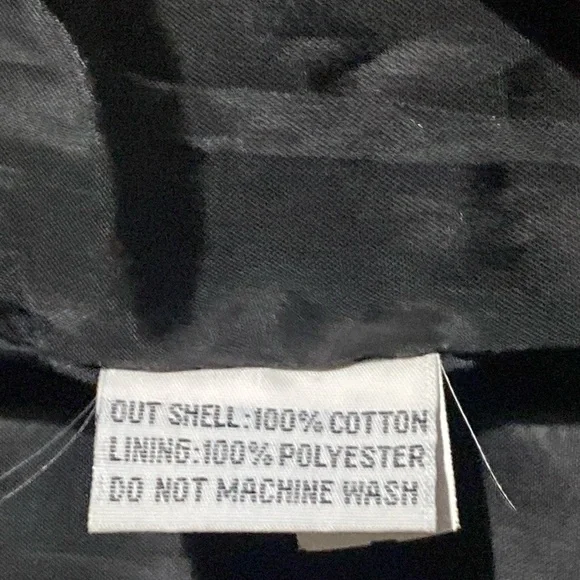 OUT SHELL:100% COTTON
LINING:100% POLYESTER
DO NOT MACHINE WASH